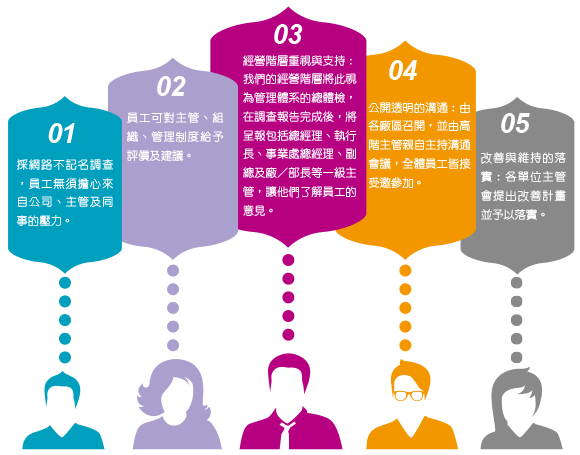 01
採網路不記名調查
，員工無須擔心來
自公司、主管及同
事的壓力。
02
員工可對主管、組
織、管理制度給予
評價及建議。
03
經營階層重視與支持：
我們的經營階層將此視
為管理體系的總體檢，
在調查報告完成後，將
呈報包括總經理、執行
長、事業處總經理、副
總及廠／部長等一級主
管，讓他們了解員工的
意見。
04
公開透明的溝通：由
各廠區召開，並由高
階主管親自主持溝通
會議，全體員工皆接
受邀參加。
05
改善與維持的落
實：各單位主管
會提出改善計畫
並予以落實。